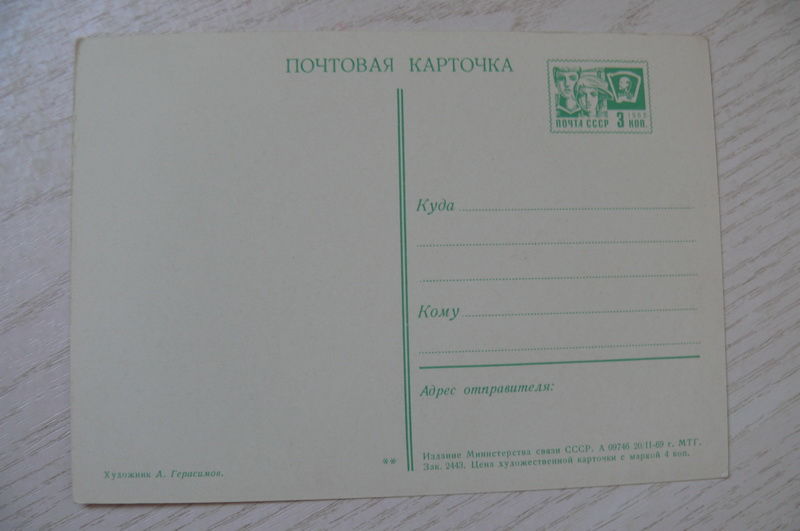 ПОЧТОВАЯ КАРТОЧКА
ПОЧТА СССР 3 КОП.
Куда
Кому
Адрес отправителя:
Издание Министерства связи СССР. А 09746 20/II-69 г. МТГ.
Зак. 2443. Цена художественной карточки с маркой 4 коп.
**
Художник А. Герасимов.